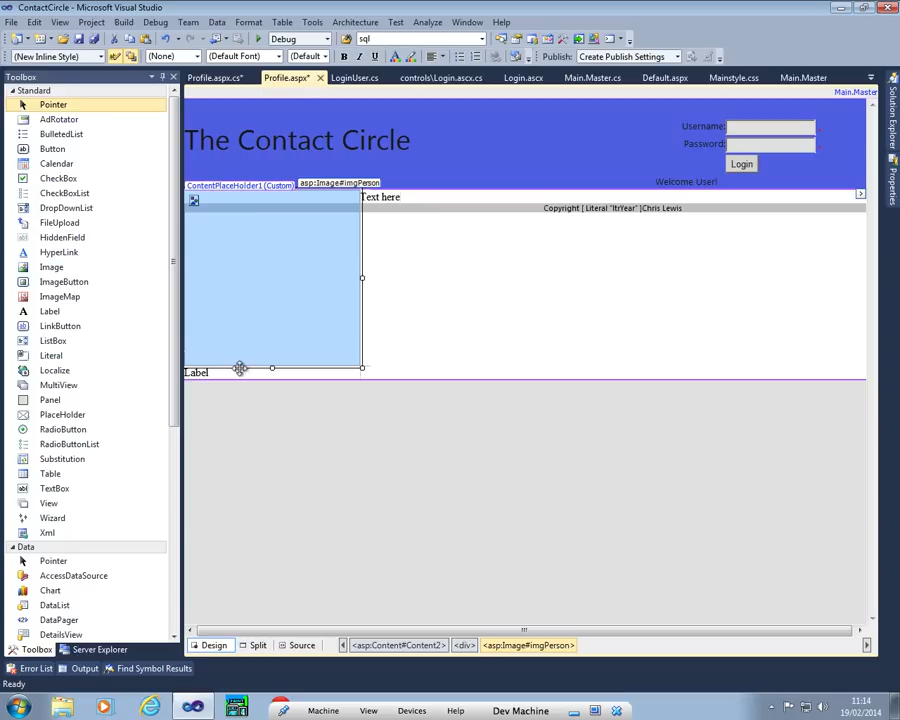 ContactCircle - Microsoft Visual Studio
File Edit View Project Build Debug Team Data Format Table Tools Architecture Test Analyze Window Help
Debug sql
(New Inline Style) (None) (Default Font) (Default B I U A Publish: Create Publish Settings
Toolbox
Profile.aspx.cs* Profile.aspx* LoginUser.cs controls\Login.ascx.cs Login.ascx Main.Master.cs Default.aspx Mainstyle.css Main.Master
Main.Master
Standard
Pointer
AdRotator
BulletedList
Button
Calendar
CheckBox
CheckBoxList
DropDownList
FileUpload
HiddenField
HyperLink
Image
ImageButton
ImageMap
Label
LinkButton
ListBox
Literal
Localize
MultiView
Panel
PlaceHolder
RadioButton
RadioButtonList
Substitution
Table
TextBox
View
Wizard
Xml
Data
Pointer
AccessDataSource
Chart
DataList
DataPager
DetailsView
The Contact Circle
Username:
Password:
Login
Welcome User!
ContentPlaceHolder1 (Custom) asp:Image#imgPerson
Text here
Copyright [ Literal "ltrYear" ]Chris Lewis
Label
Solution Explorer
Properties
Design Split Source <asp:Content#Content2> <div> <asp:Image#imgPerson>
Toolbox Server Explorer
Error List Output Find Symbol Results
Ready
Machine View Devices Help Dev Machine
11:14
19/02/2014